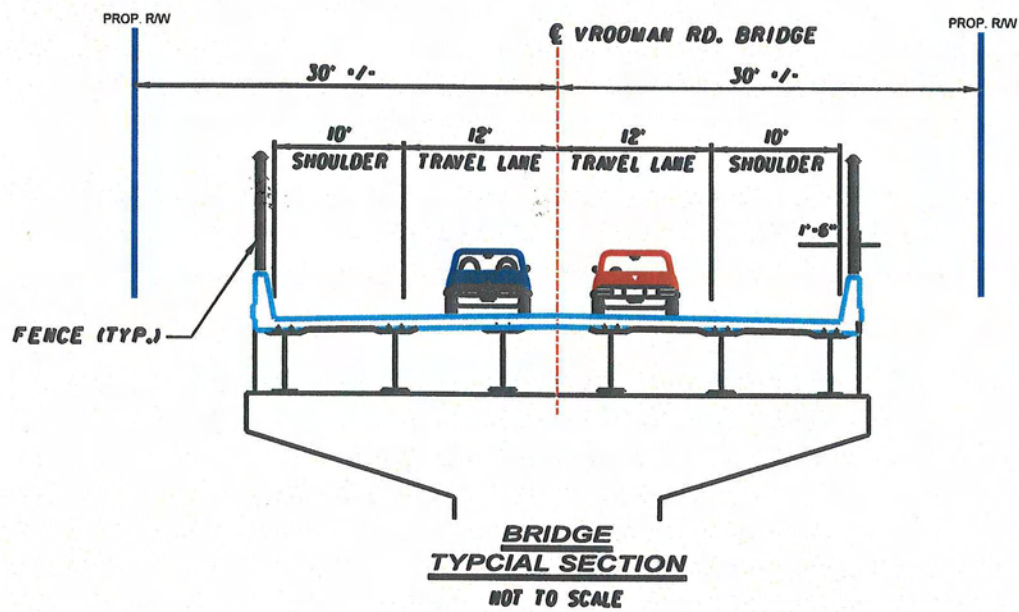 PROP. R/W
PROP. R/W
℄ VROOMAN RD. BRIDGE
30' +/-
30' +/-
10'
SHOULDER
12'
TRAVEL LANE
12'
TRAVEL LANE
10'
SHOULDER
1'-6"
FENCE (TYP.)
BRIDGE
TYPCIAL SECTION
NOT TO SCALE